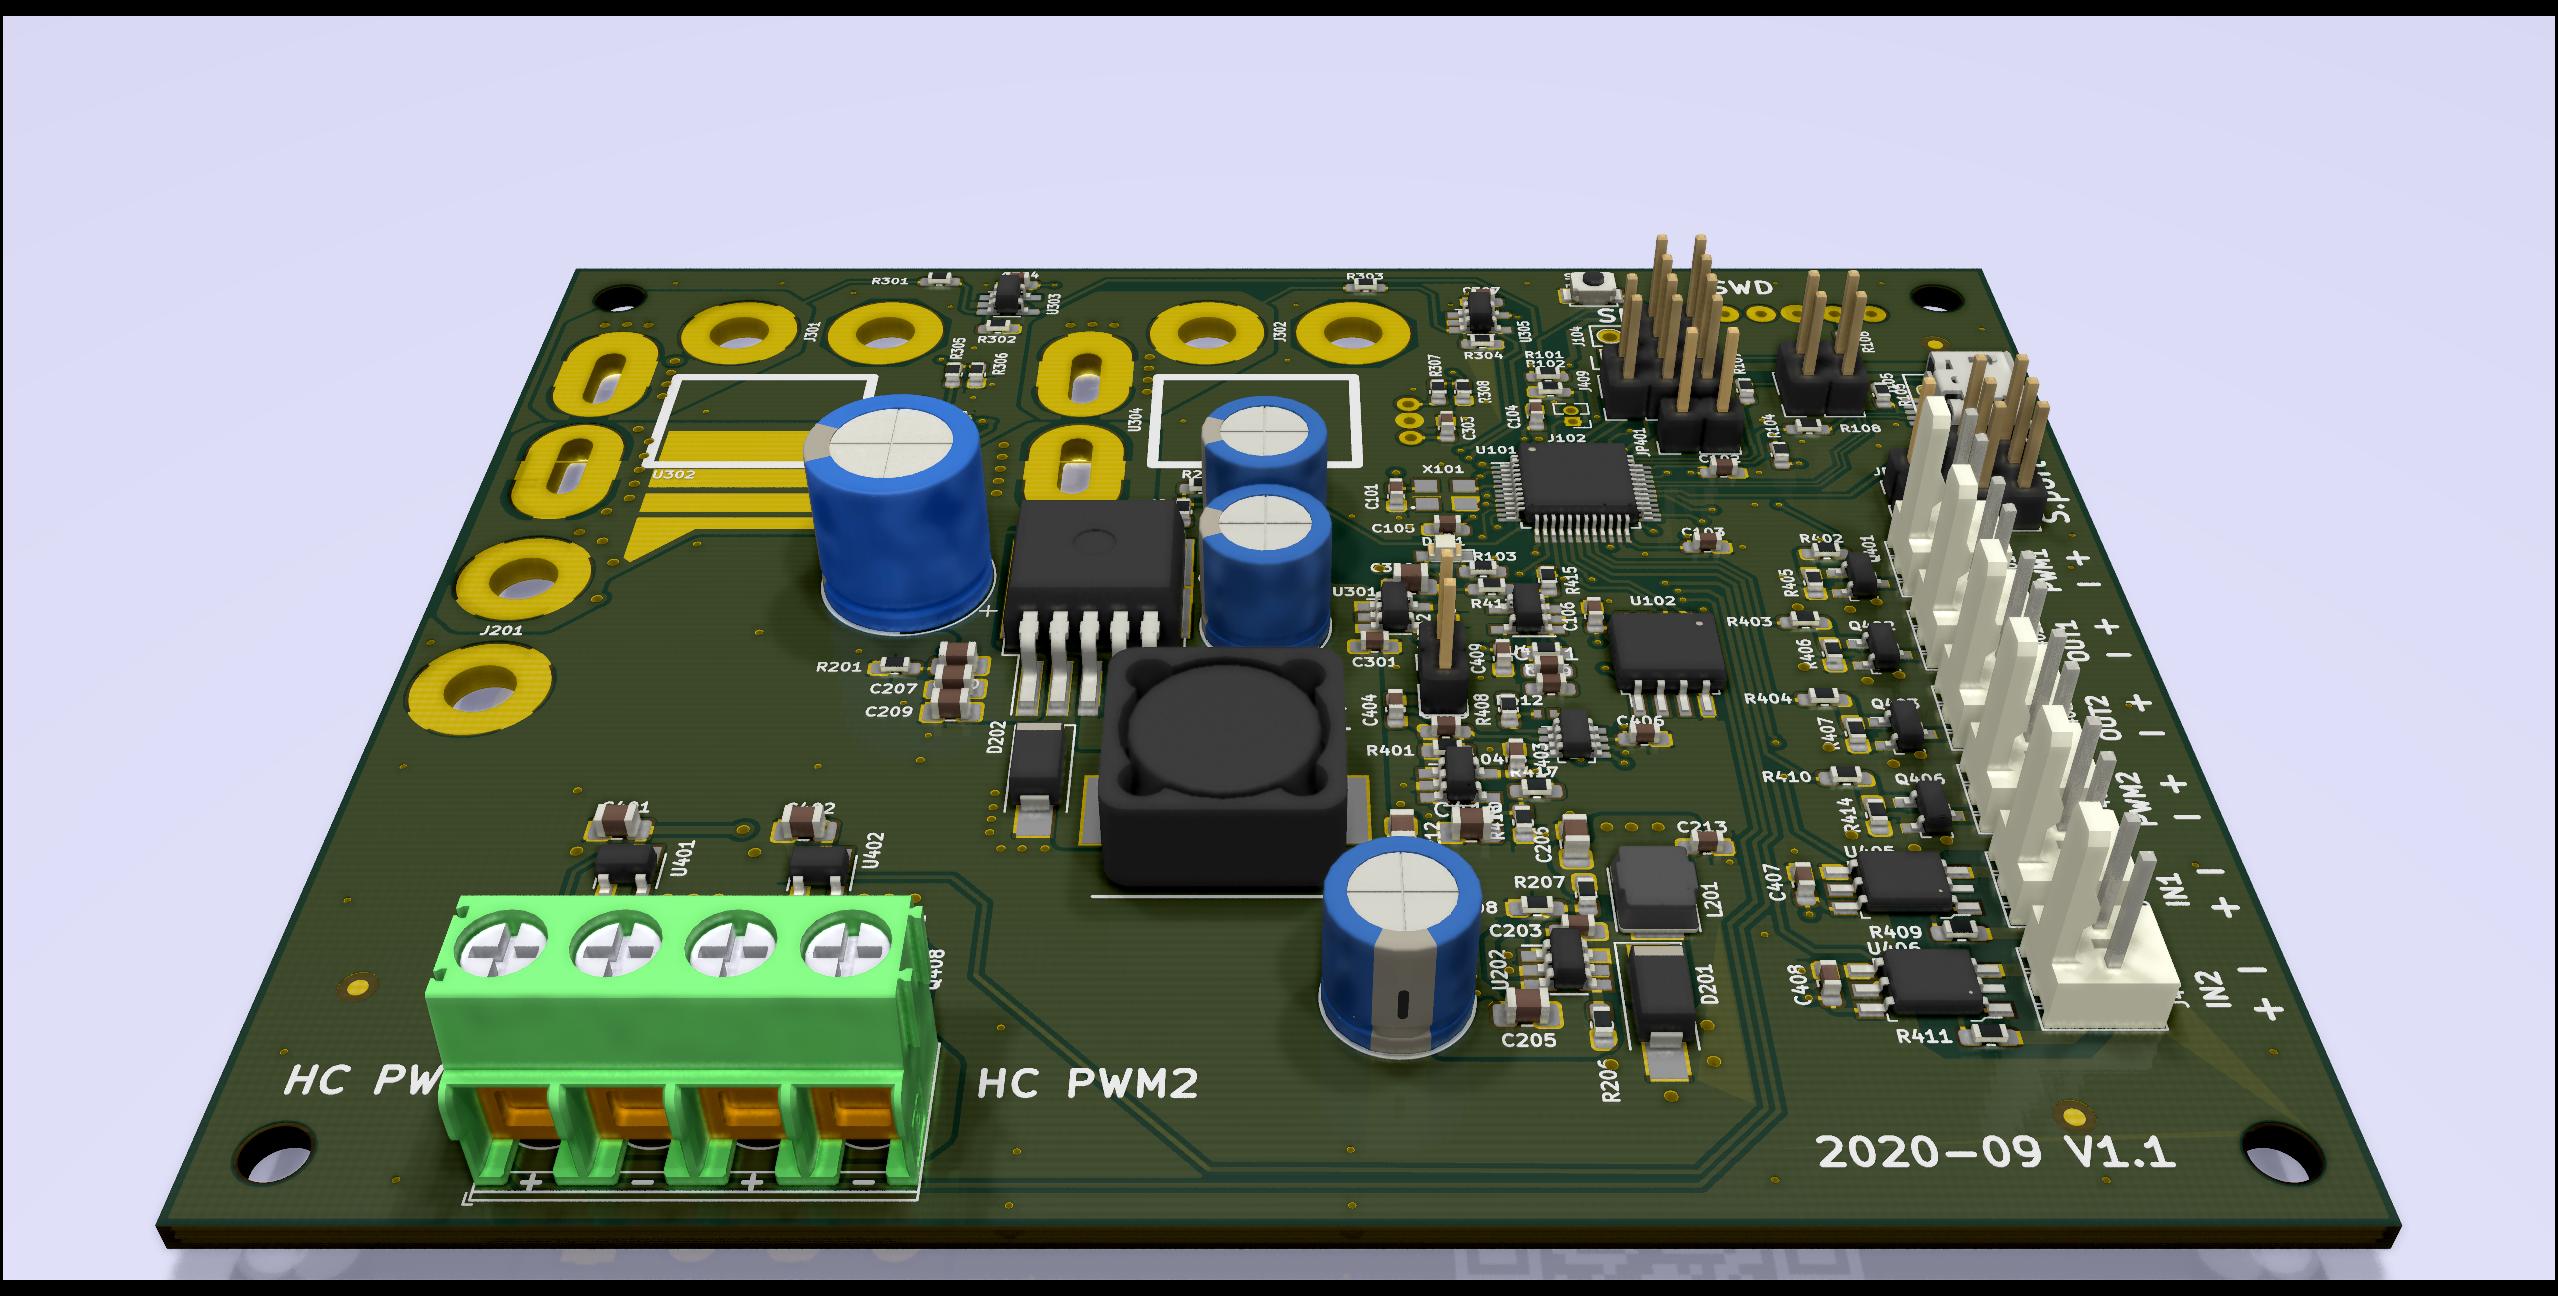 R301
U303
R302
J301
R305
R306
J302
R303
U305
R304
SWD
J104
R101
R102
J409
R307
R308
C303
C104
J102
U101
JP401
R104
R108
U302
U304
X101
C101
C105
C103
R103
U301
R415
C106
U102
R402
R405
PWM1
+
-
J201
R403
R406
OUT1
+
-
R201
C207
C209
C301
C409
D202
C404
R408
R404
R407
OUT2
+
-
R401
R410
Q406
R414
PWM2
+
-
U401
U402
C213
R207
L201
C407
IN1
-
+
C203
R409
U202
D201
C408
IN2
-
+
Q408
C205
R411
R206
HC PW
HC PWM2
2020-09 V1.1
+ - + -